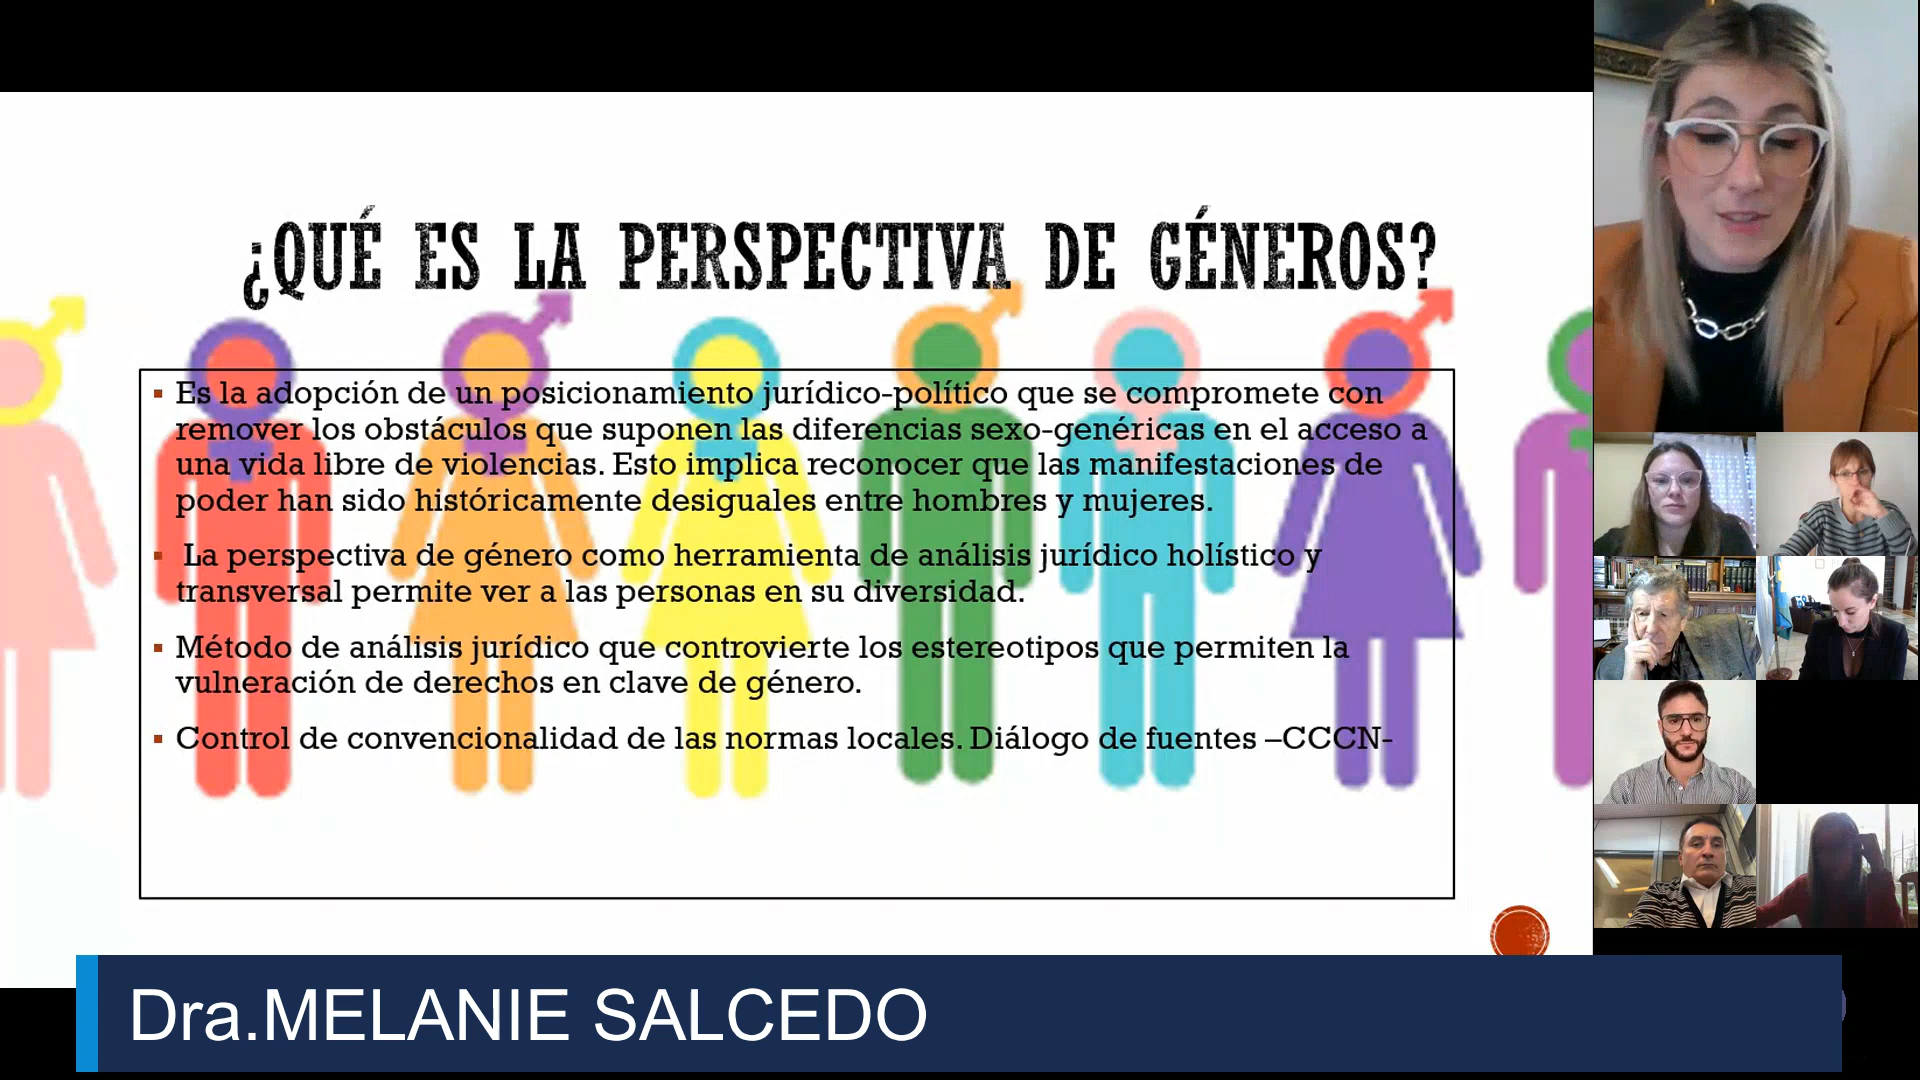 ¿QUÉ ES LA PERSPECTIVA DE GÉNEROS?
▪ Es la adopción de un posicionamiento jurídico-político que se compromete con
remover los obstáculos que suponen las diferencias sexo-genéricas en el acceso a
una vida libre de violencias. Esto implica reconocer que las manifestaciones de
poder han sido históricamente desiguales entre hombres y mujeres.
▪ La perspectiva de género como herramienta de análisis jurídico holístico y
transversal permite ver a las personas en su diversidad.
▪ Método de análisis jurídico que controvierte los estereotipos que permiten la
vulneración de derechos en clave de género.
▪ Control de convencionalidad de las normas locales. Diálogo de fuentes –CCCN-
Dra.MELANIE SALCEDO